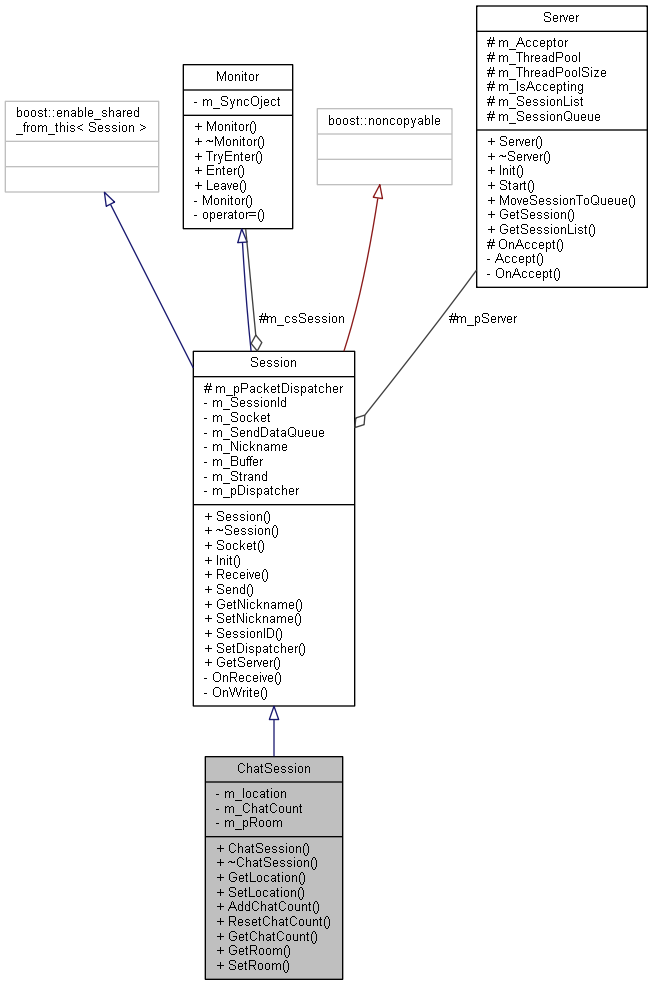 Server
# m_Acceptor
# m_ThreadPool
# m_ThreadPoolSize
# m_IsAccepting
# m_SessionList
# m_SessionQueue
+ Server()
+ ~Server()
+ Init()
+ Start()
+ MoveSessionToQueue()
+ GetSession()
+ GetSessionList()
# OnAccept()
- Accept()
- OnAccept()
Monitor
- m_SyncOject
+ Monitor()
+ ~Monitor()
+ TryEnter()
+ Enter()
+ Leave()
- Monitor()
- operator=()
boost::enable_shared
_from_this< Session >
boost::noncopyable
#m_csSession
#m_pServer
Session
# m_pPacketDispatcher
- m_SessionId
- m_Socket
- m_SendDataQueue
- m_Nickname
- m_Buffer
- m_Strand
- m_pDispatcher
+ Session()
+ ~Session()
+ Socket()
+ Init()
+ Receive()
+ Send()
+ GetNickname()
+ SetNickname()
+ SessionID()
+ SetDispatcher()
+ GetServer()
- OnReceive()
- OnWrite()
ChatSession
- m_location
- m_ChatCount
- m_pRoom
+ ChatSession()
+ ~ChatSession()
+ GetLocation()
+ SetLocation()
+ AddChatCount()
+ ResetChatCount()
+ GetChatCount()
+ GetRoom()
+ SetRoom()